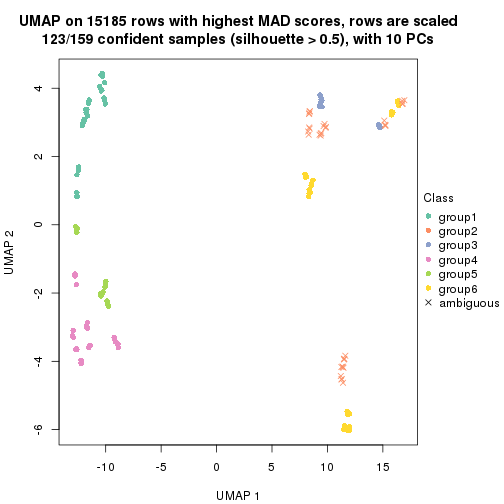 UMAP on 15185 rows with highest MAD scores, rows are scaled
123/159 confident samples (silhouette > 0.5), with 10 PCs
UMAP 2
4
2
0
-2
-4
-6
-10
-5
0
5
10
15
UMAP 1
Class
group1
group2
group3
group4
group5
group6
ambiguous